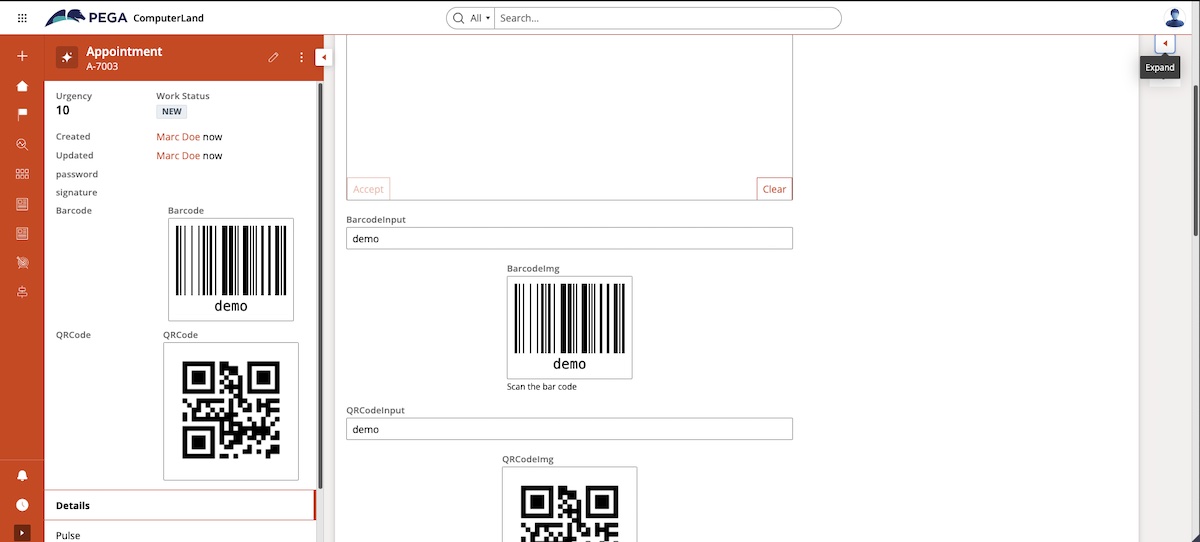 PEGA ComputerLand
All
Search...
Expand
Appointment
A-7003
Urgency
10
Work Status
NEW
Created
Marc Doe now
Updated
Marc Doe now
password
signature
Barcode
Barcode
demo
QRCode
QRCode
Details
Pulse
Accept
Clear
BarcodeInput
demo
BarcodeImg
demo
Scan the bar code
QRCodeInput
demo
QRCodeImg